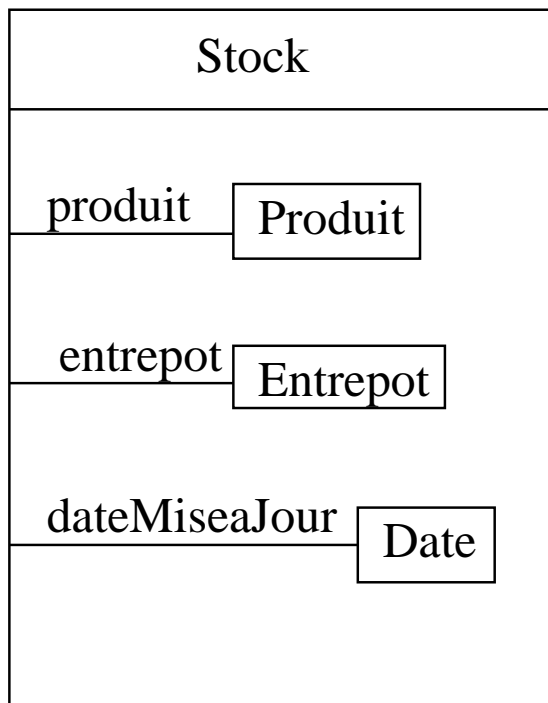 Stock
produit
Produit
entrepot
Entrepot
dateMiseaJour
Date